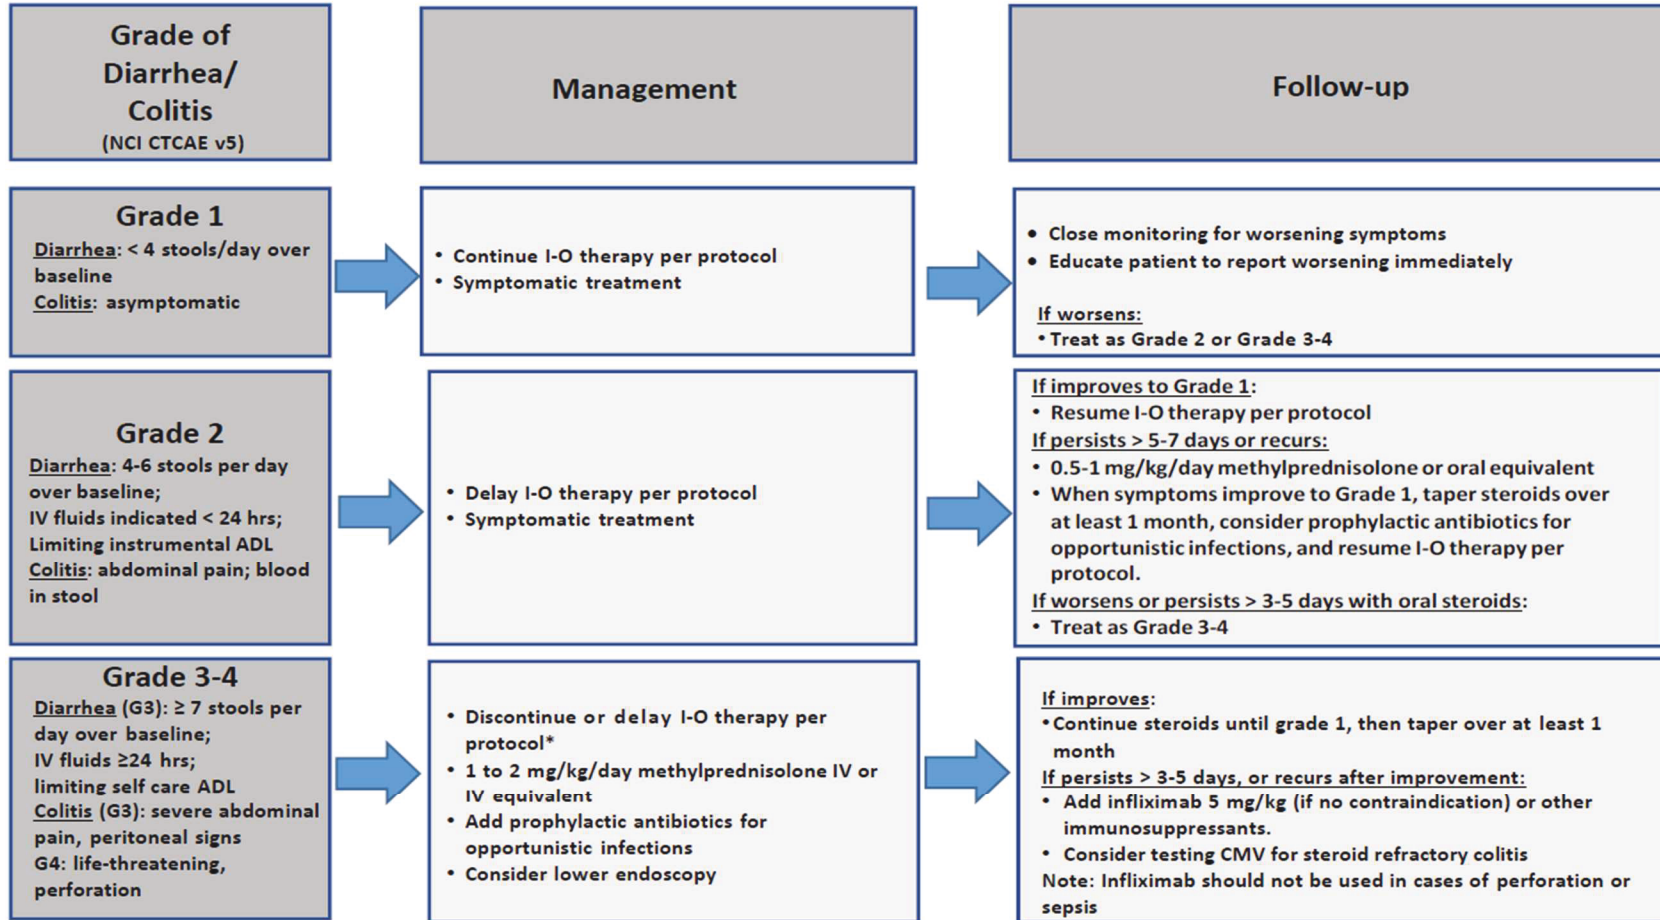 Grade of
Diarrhea/
Colitis
(NCI CTCAE v5)
Management
Follow-up
Grade 1
Diarrhea: < 4 stools/day over
baseline
Colitis: asymptomatic
• Continue I-O therapy per protocol
• Symptomatic treatment
• Close monitoring for worsening symptoms
• Educate patient to report worsening immediately
If worsens:
• Treat as Grade 2 or Grade 3-4
Grade 2
Diarrhea: 4-6 stools per day
over baseline;
IV fluids indicated < 24 hrs;
Limiting instrumental ADL
Colitis: abdominal pain; blood
in stool
• Delay I-O therapy per protocol
• Symptomatic treatment
If improves to Grade 1:
• Resume I-O therapy per protocol
If persists > 5-7 days or recurs:
• 0.5-1 mg/kg/day methylprednisolone or oral equivalent
• When symptoms improve to Grade 1, taper steroids over
at least 1 month, consider prophylactic antibiotics for
opportunistic infections, and resume I-O therapy per
protocol.
If worsens or persists > 3-5 days with oral steroids:
• Treat as Grade 3-4
Grade 3-4
Diarrhea (G3): ≥ 7 stools per
day over baseline;
IV fluids ≥24 hrs;
limiting self care ADL
Colitis (G3): severe abdominal
pain, peritoneal signs
G4: life-threatening,
perforation
• Discontinue or delay I-O therapy per
protocol*
• 1 to 2 mg/kg/day methylprednisolone IV or
IV equivalent
• Add prophylactic antibiotics for
opportunistic infections
• Consider lower endoscopy
If improves:
• Continue steroids until grade 1, then taper over at least 1
month
If persists > 3-5 days, or recurs after improvement:
• Add infliximab 5 mg/kg (if no contraindication) or other
immunosuppressants.
• Consider testing CMV for steroid refractory colitis
Note: Infliximab should not be used in cases of perforation or
sepsis